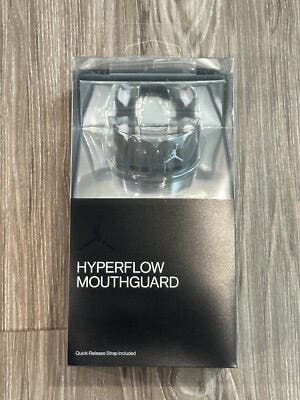 HYPERFLOW
MOUTHGUARD
Quick-Release Strap Included